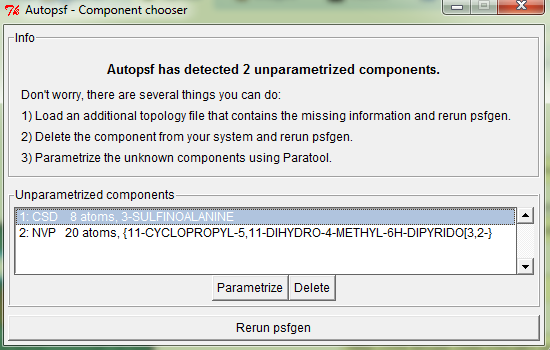 Autopsf - Component chooser
Info
Autopsf has detected 2 unparametrized components.
Don't worry, there are several things you can do:
1) Load an additional topology file that contains the missing information and rerun psfgen.
2) Delete the component from your system and rerun psfgen.
3) Parametrize the unknown components using Paratool.
Unparametrized components
1: CSD 8 atoms, 3-SULFINOALANINE
2: NVP 20 atoms, {11-CYCLOPROPYL-5,11-DIHYDRO-4-METHYL-6H-DIPYRIDO[3,2-}
Parametrize Delete
Rerun psfgen